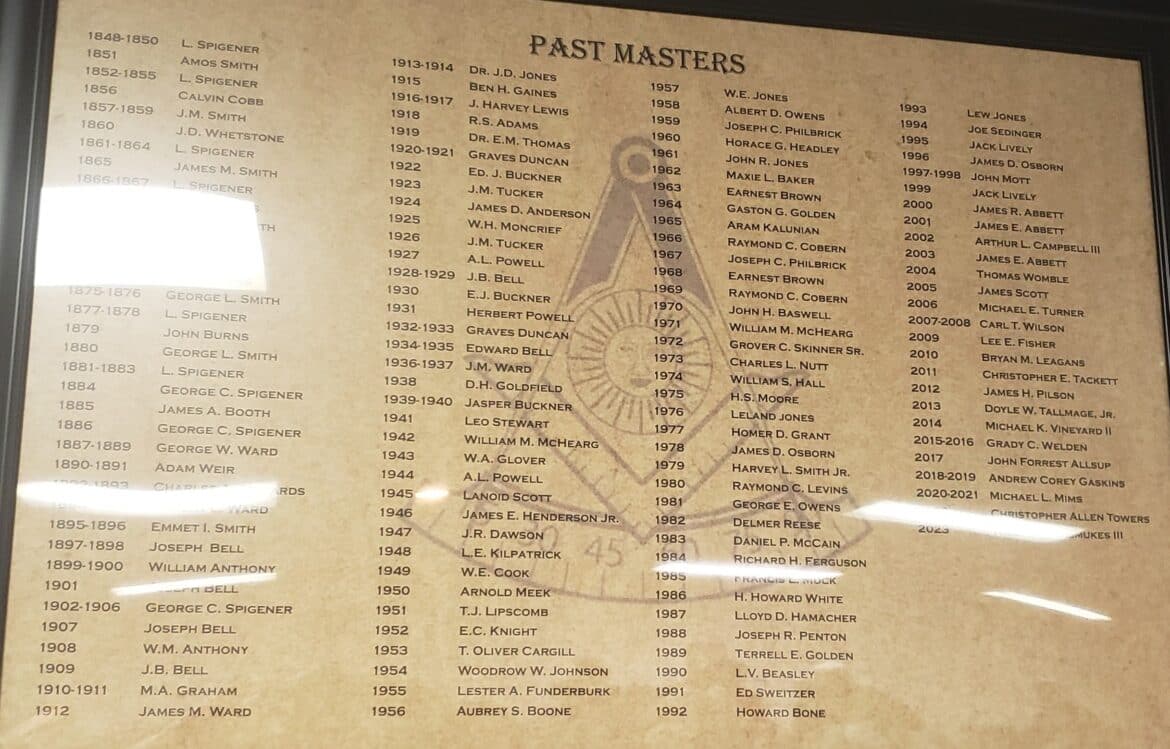 PAST MASTERS
1848-1850 L. SPIGENER
1851 AMOS SMITH
1852-1855 L. SPIGENER
1856 CALVIN COBB
1857-1859 J.M. SMITH
1860 J.D. WHETSTONE
1861-1864 L. SPIGENER
1865 JAMES M. SMITH
1866-1867 L. SPIGENER
1875-1876 GEORGE L. SMITH
1877-1878 L. SPIGENER
1879 JOHN BURNS
1880 GEORGE L. SMITH
1881-1883 L. SPIGENER
1884 GEORGE C. SPIGENER
1885 JAMES A. BOOTH
1886 GEORGE C. SPIGENER
1887-1889 GEORGE W. WARD
1890-1891 ADAM WEIR
1892-1893
WARD
1895-1896 EMMET I. SMITH
1897-1898 JOSEPH BELL
1899-1900 WILLIAM ANTHONY
1901 JOSEPH BELL
1902-1906 GEORGE C. SPIGENER
1907 JOSEPH BELL
1908 W.M. ANTHONY
1909 J.B. BELL
1910-1911 M.A. GRAHAM
1912 JAMES M. WARD
1913-1914 DR. J.D. JONES
1915 BEN H. GAINES
1916-1917 J. HARVEY LEWIS
1918 R.S. ADAMS
1919 DR. E.M. THOMAS
1920-1921 GRAVES DUNCAN
1922 ED. J. BUCKNER
1923 J.M. TUCKER
1924 JAMES D. ANDERSON
1925 W.H. MONCRIEF
1926 J.M. TUCKER
1927 A.L. POWELL
1928-1929 J.B. BELL
1930 E.J. BUCKNER
1931 HERBERT POWELL
1932-1933 GRAVES DUNCAN
1934-1935 EDWARD BELL
1936-1937 J.M. WARD
1938 D.H. GOLDFIELD
1939-1940 JASPER BUCKNER
1941 LEO STEWART
1942 WILLIAM M. MCHEARG
1943 W.A. GLOVER
1944 A.L. POWELL
1945 LANOID SCOTT
1946 JAMES E. HENDERSON JR.
1947 J.R. DAWSON
1948 L.E. KILPATRICK
1949 W.E. COOK
1950 ARNOLD MEEK
1951 T.J. LIPSCOMB
1952 E.C. KNIGHT
1953 T. OLIVER CARGILL
1954 WOODROW W. JOHNSON
1955 LESTER A. FUNDERBURK
1956 AUBREY S. BOONE
1957 W.E. JONES
1958 ALBERT D. OWENS
1959 JOSEPH C. PHILBRICK
1960 HORACE G. HEADLEY
1961 JOHN R. JONES
1962 MAXIE L. BAKER
1963 EARNEST BROWN
1964 GASTON G. GOLDEN
1965 ARAM KALUNIAN
1966 RAYMOND C. COBERN
1967 JOSEPH C. PHILBRICK
1968 EARNEST BROWN
1969 RAYMOND C. COBERN
1970 JOHN H. BASWELL
1971 WILLIAM M. MCHEARG
1972 GROVER C. SKINNER SR.
1973 CHARLES L. NUTT
1974 WILLIAM S. HALL
1975 H.S. MOORE
1976 LELAND JONES
1977 HOMER D. GRANT
1978 JAMES D. OSBORN
1979 HARVEY L. SMITH JR.
1980 RAYMOND C. LEVINS
1981 GEORGE E. OWENS
1982 DELMER REESE
1983 DANIEL P. MCCAIN
1984 RICHARD H. FERGUSON
1985 FRANCIS L. MOCK
1986 H. HOWARD WHITE
1987 LLOYD D. HAMACHER
1988 JOSEPH R. PENTON
1989 TERRELL E. GOLDEN
1990 L.V. BEASLEY
1991 ED SWEITZER
1992 HOWARD BONE
1993 LEW JONES
1994 JOE SEDINGER
1995 JACK LIVELY
1996 JAMES D. OSBORN
1997-1998 JOHN MOTT
1999 JACK LIVELY
2000 JAMES R. ABBETT
2001 JAMES E. ABBETT
2002 ARTHUR L. CAMPBELL III
2003 JAMES E. ABBETT
2004 THOMAS WOMBLE
2005 JAMES SCOTT
2006 MICHAEL E. TURNER
2007-2008 CARL T. WILSON
2009 LEE E. FISHER
2010 BRYAN M. LEAGANS
2011 CHRISTOPHER E. TACKETT
2012 JAMES H. PILSON
2013 DOYLE W. TALLMAGE, JR.
2014 MICHAEL K. VINEYARD II
2015-2016 GRADY C. WELDEN
2017 JOHN FORREST ALLSUP
2018-2019 ANDREW COREY GASKINS
2020-2021 MICHAEL L. MIMS
CHRISTOPHER ALLEN TOWERS
2023 III
45